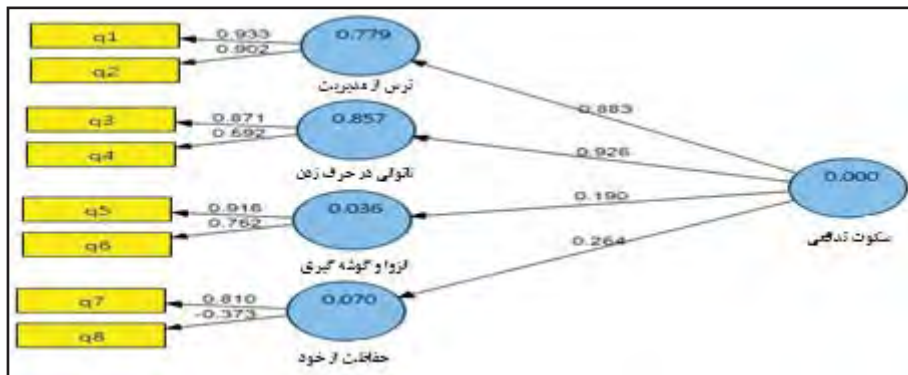 q1
0.933
0.902
q2
0.779
ترس از مدیریت
0.883
q3
0.871
0.692
q4
0.857
ناتوانی در حرف زدن
0.926
0.000
سکوت تدافعی
q5
0.916
0.762
q6
0.036
انزوا و گوشه گیری
0.190
q7
0.810
-0.373
q8
0.070
حفاظت از خود
0.264